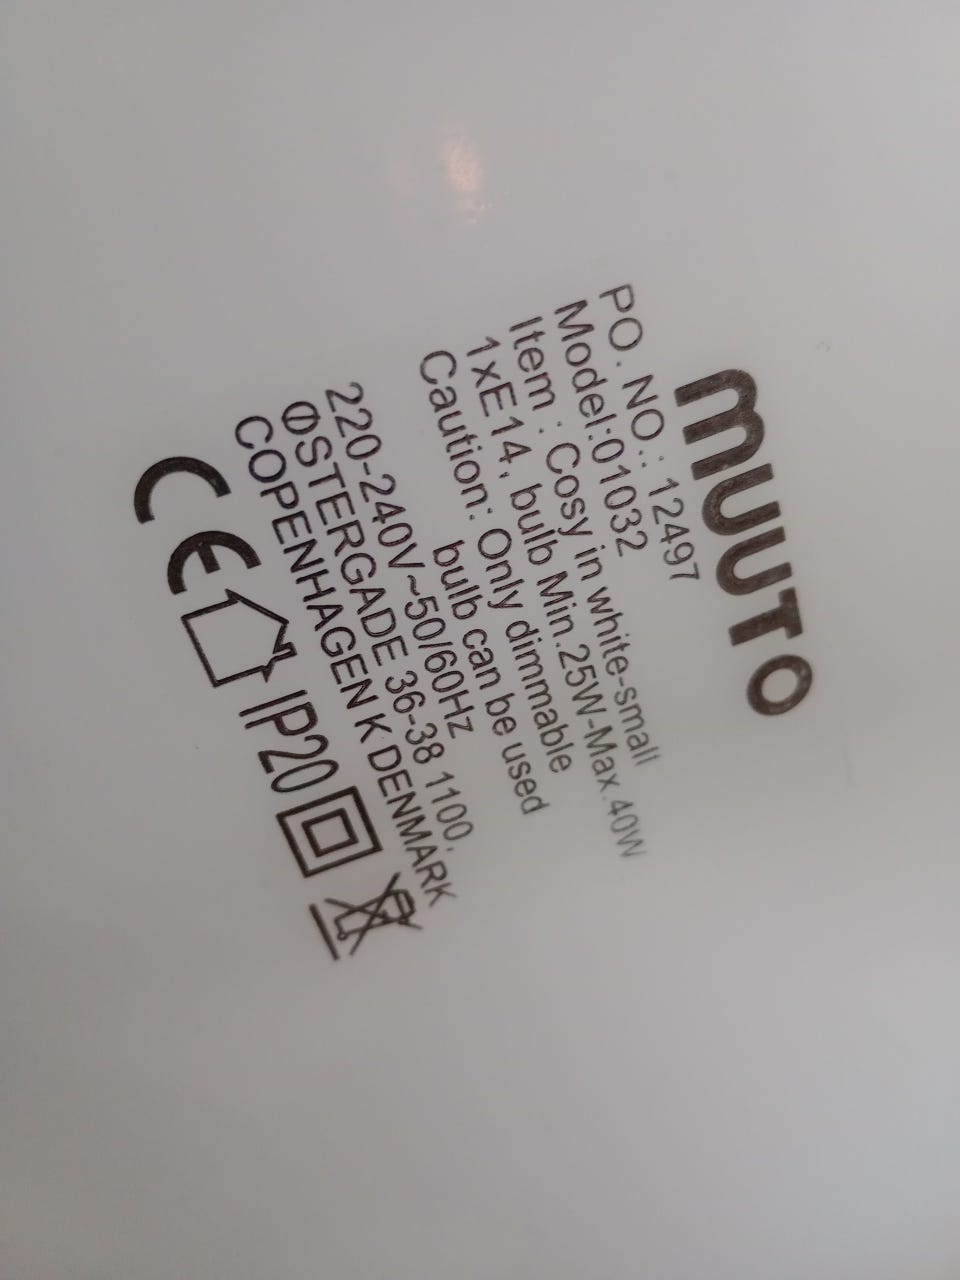 muuto
PO. NO.: 12497
Model:01032
Item : Cosy in white-small
1xE14, bulb Min.25W-Max.40W
Caution: Only dimmable
bulb can be used
220-240V~50/60Hz
ØSTERGADE 36-38 1100,
COPENHAGEN K DENMARK
CE IP20